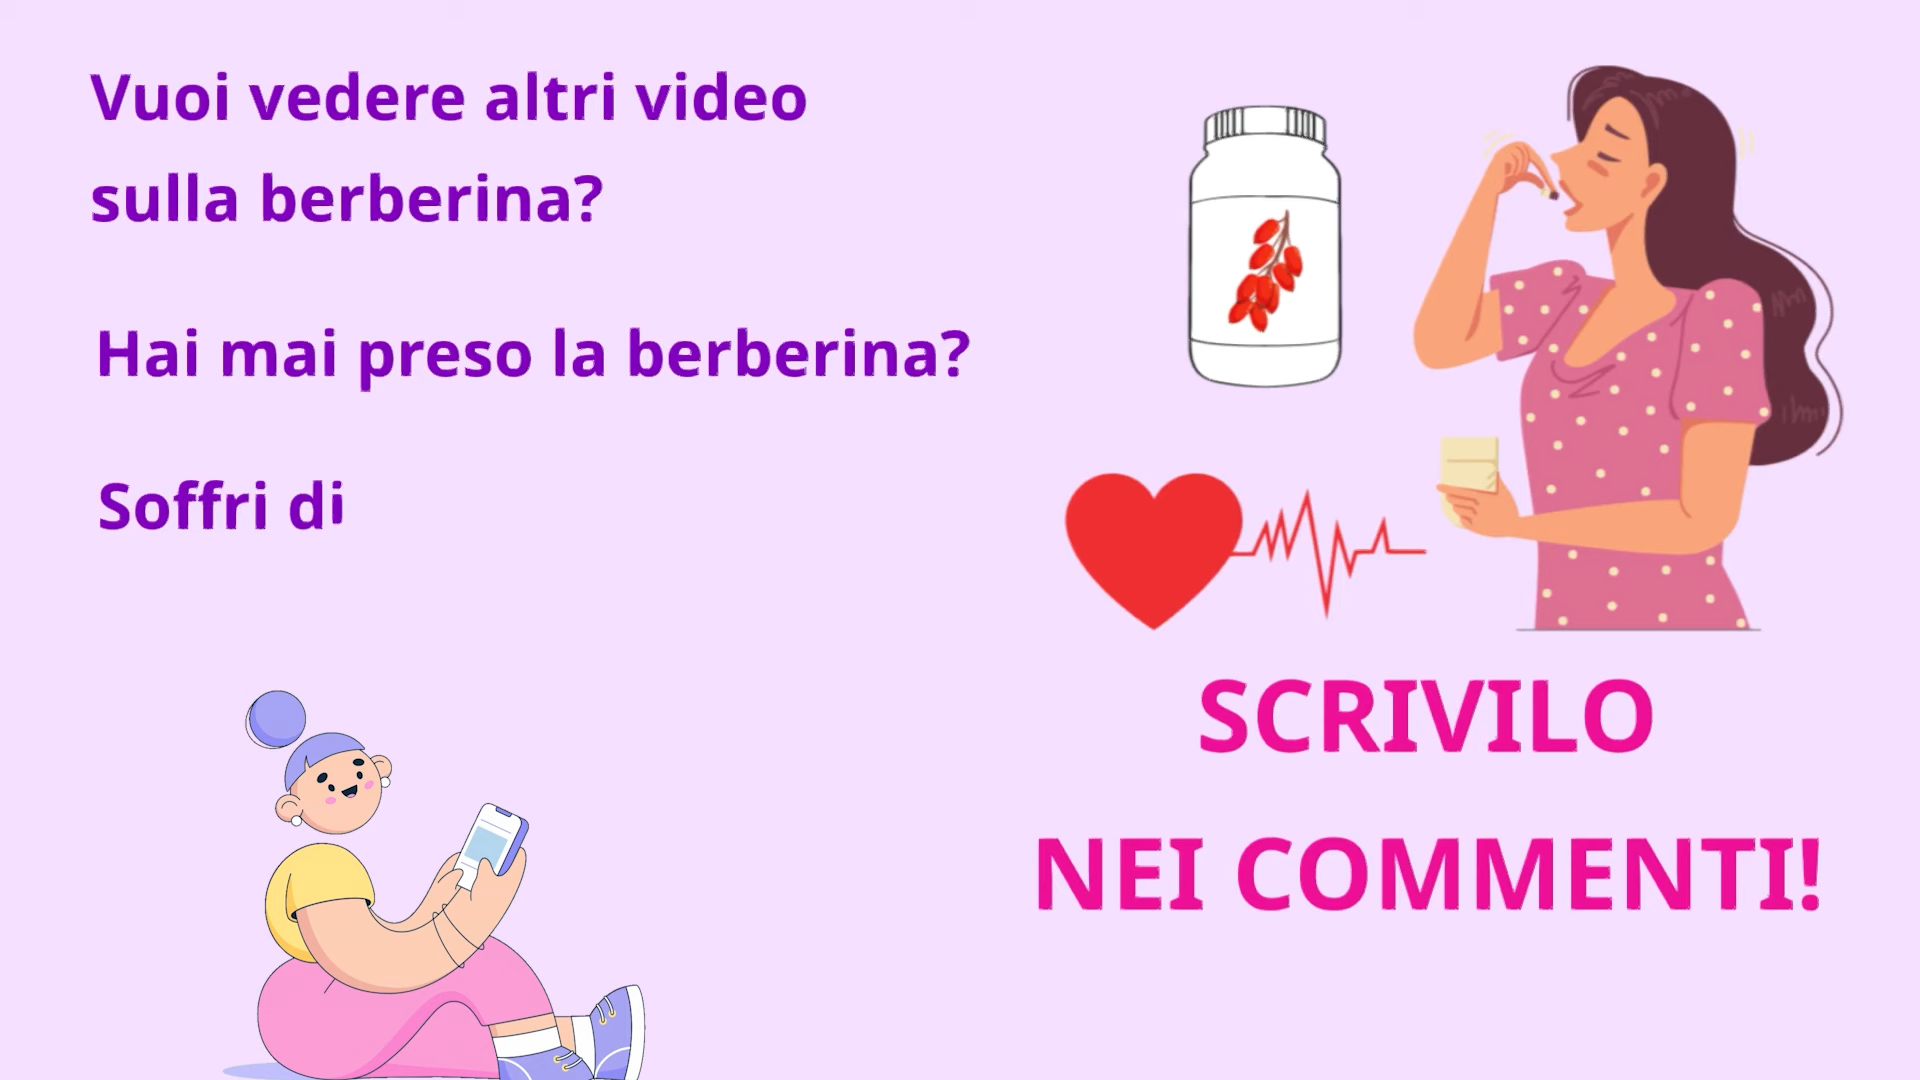 Vuoi vedere altri video
sulla berberina?
Hai mai preso la berberina?
Soffri di
SCRIVILO
NEI COMMENTI!